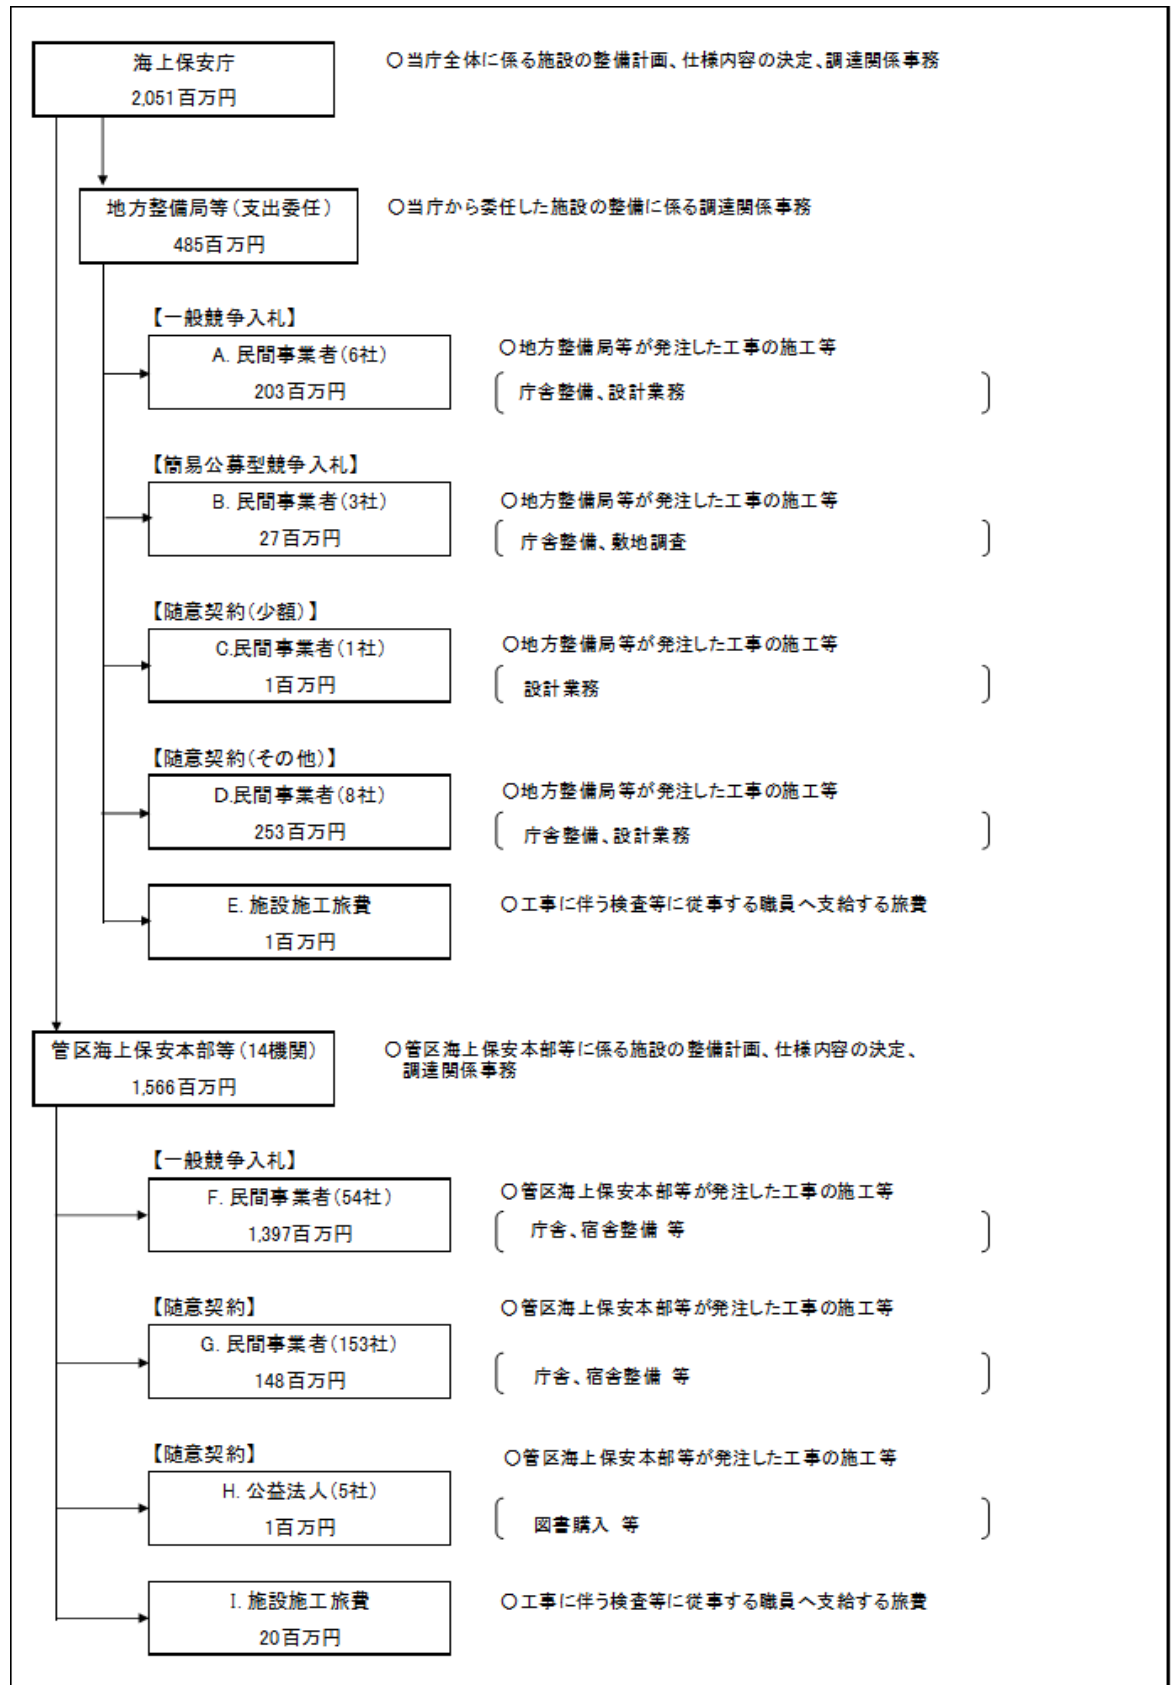 海上保安庁
2,051百万円
○当庁全体に係る施設の整備計画、仕様内容の決定、調達関係事務
地方整備局等(支出委任)
485百万円
○当庁から委任した施設の整備に係る調達関係事務
【一般競争入札】
A. 民間事業者(6社)
203百万円
○地方整備局等が発注した工事の施工等
庁舎整備、設計業務
【簡易公募型競争入札】
B. 民間事業者(3社)
27百万円
○地方整備局等が発注した工事の施工等
庁舎整備、敷地調査
【随意契約(少額)】
C.民間事業者(1社)
1百万円
○地方整備局等が発注した工事の施工等
設計業務
【随意契約(その他)】
D.民間事業者(8社)
253百万円
○地方整備局等が発注した工事の施工等
庁舎整備、設計業務
E. 施設施工旅費
1百万円
○工事に伴う検査等に従事する職員へ支給する旅費
管区海上保安本部等(14機関)
1,566百万円
○管区海上保安本部等に係る施設の整備計画、仕様内容の決定、
調達関係事務
【一般競争入札】
F. 民間事業者(54社)
1,397百万円
○管区海上保安本部等が発注した工事の施工等
庁舎、宿舎整備 等
【随意契約】
G. 民間事業者(153社)
148百万円
○管区海上保安本部等が発注した工事の施工等
庁舎、宿舎整備 等
【随意契約】
H. 公益法人(5社)
1百万円
○管区海上保安本部等が発注した工事の施工等
図書購入 等
I. 施設施工旅費
20百万円
○工事に伴う検査等に従事する職員へ支給する旅費